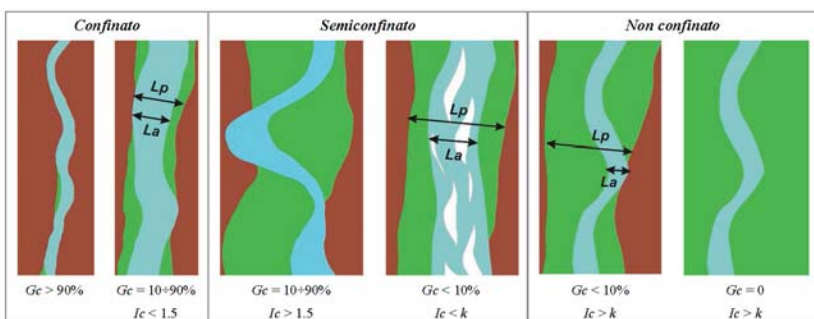 Confinato
Semiconfinato
Non confinato
Lp
La
Lp
La
Lp
La
Gc > 90%
Gc = 10÷90%
Gc = 10÷90%
Gc < 10%
Gc < 10%
Gc = 0
Ic < 1.5
Ic > 1.5
Ic < k
Ic > k
Ic > k